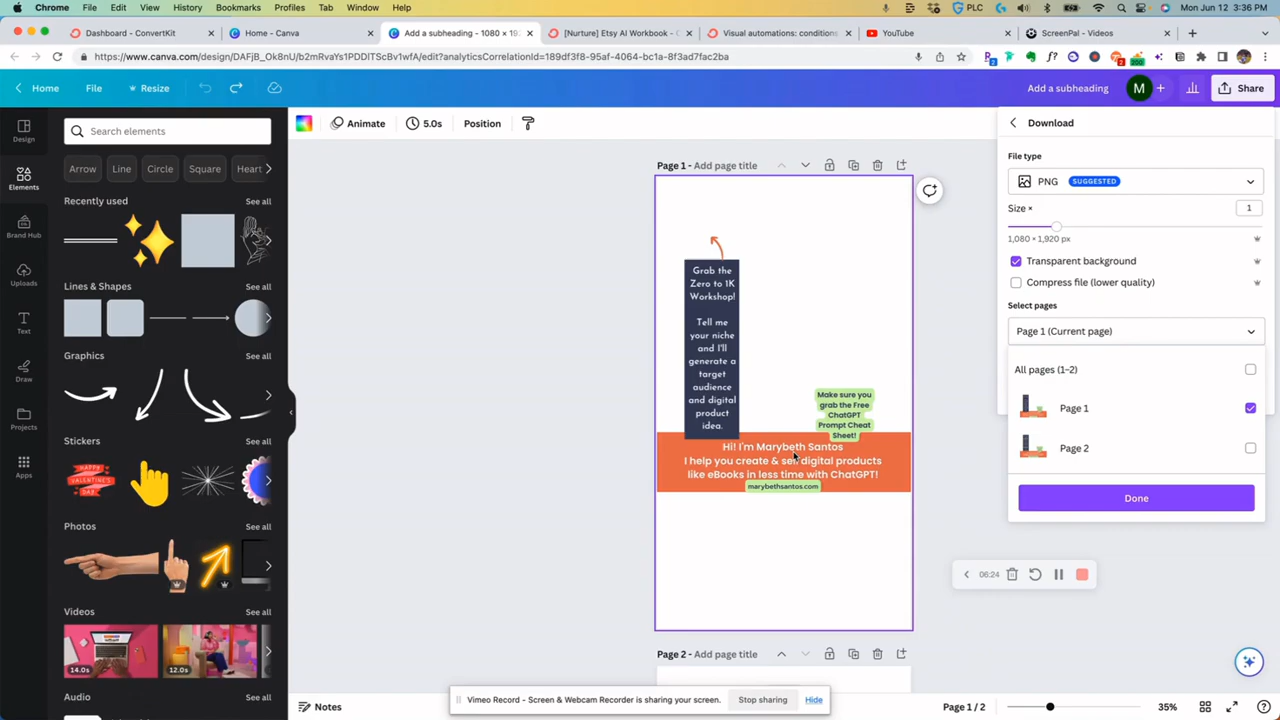 Chrome File Edit View History Bookmarks Profiles Tab Window Help
PLC
Mon Jun 12 3:36 PM
Dashboard - ConvertKit
Home - Canva
Add a subheading - 1080 × 19
[Nurture] Etsy AI Workbook - C
Visual automations: conditions
YouTube
ScreenPal - Videos
https://www.canva.com/design/DAFjB_Ok8nU/b2mRvaYs1PDDITScBv1wfA/edit?analyticsCorrelationId=189df3f8-95af-4064-bc1a-8f3ad7fac2ba
200
Home
File
Resize
Add a subheading
M
Share
Design
Elements
Brand Hub
Uploads
Text
Draw
Projects
Apps
Search elements
Arrow
Line
Circle
Square
Heart
Recently used
See all
Lines & Shapes
See all
Graphics
See all
Stickers
See all
HAPPY
VALENTINE'S
DAY
Photos
See all
Videos
See all
14.0s
12.0s
Audio
See all
Animate
5.0s
Position
Page 1 - Add page title
Grab the
Zero to 1K
Workshop!
Tell me
your niche
and I'll
generate a
target
audience
and digital
product
idea.
Make sure you
grab the Free
ChatGPT
Prompt Cheat
Sheet!
Hi! I'm Marybeth Santos
I help you create & sell digital products
like eBooks in less time with ChatGPT!
marybethsantos.com
Page 2 - Add page title
Download
File type
PNG
SUGGESTED
Size ×
1
1,080 × 1,920 px
Transparent background
Compress file (lower quality)
Select pages
Page 1 (Current page)
All pages (1-2)
Page 1
Page 2
Done
06:24
Notes
Vimeo Record - Screen & Webcam Recorder is sharing your screen.
Stop sharing
Hide
Page 1 / 2
35%